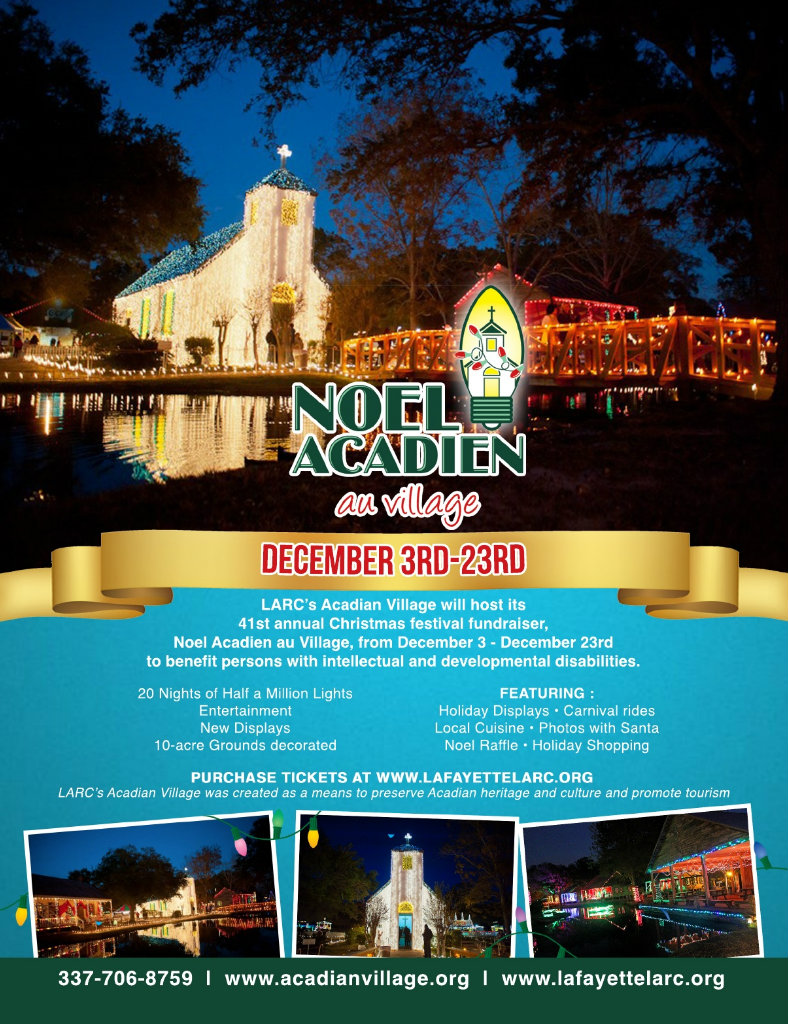 NOEL
ACADIEN
au village
DECEMBER 3RD-23RD
LARC's Acadian Village will host its
41st annual Christmas festival fundraiser,
Noel Acadien au Village, from December 3 - December 23rd
to benefit persons with intellectual and developmental disabilities.
20 Nights of Half a Million Lights
Entertainment
New Displays
10-acre Grounds decorated
FEATURING :
Holiday Displays • Carnival rides
Local Cuisine • Photos with Santa
Noel Raffle • Holiday Shopping
PURCHASE TICKETS AT WWW.LAFAYETTELARC.ORG
LARC's Acadian Village was created as a means to preserve Acadian heritage and culture and promote tourism
337-706-8759 | www.acadianvillage.org | www.lafayettelarc.org